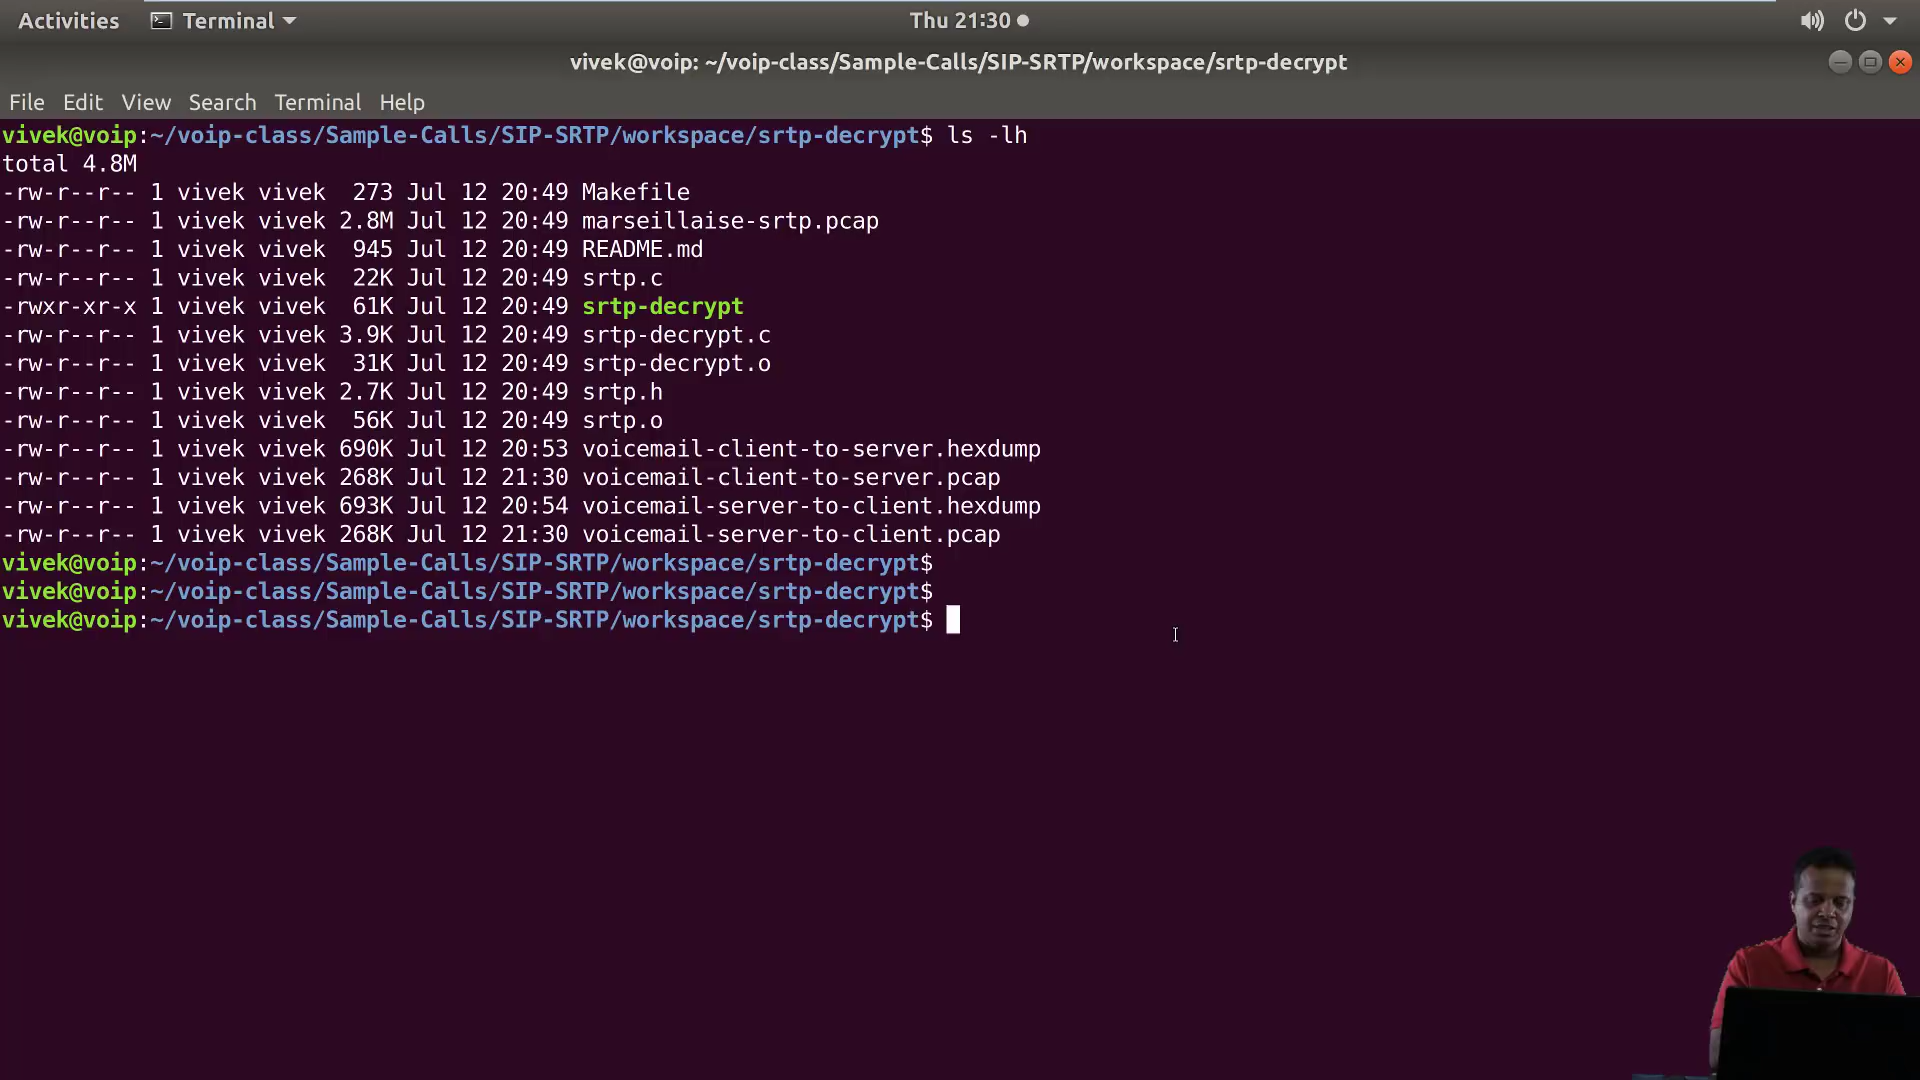 Activities Terminal Thu 21:30
vivek@voip: ~/voip-class/Sample-Calls/SIP-SRTP/workspace/srtp-decrypt
File Edit View Search Terminal Help
vivek@voip:~/voip-class/Sample-Calls/SIP-SRTP/workspace/srtp-decrypt$ ls -lh
total 4.8M
-rw-r--r-- 1 vivek vivek  273 Jul 12 20:49 Makefile
-rw-r--r-- 1 vivek vivek 2.8M Jul 12 20:49 marseillaise-srtp.pcap
-rw-r--r-- 1 vivek vivek  945 Jul 12 20:49 README.md
-rw-r--r-- 1 vivek vivek  22K Jul 12 20:49 srtp.c
-rwxr-xr-x 1 vivek vivek  61K Jul 12 20:49 srtp-decrypt
-rw-r--r-- 1 vivek vivek 3.9K Jul 12 20:49 srtp-decrypt.c
-rw-r--r-- 1 vivek vivek  31K Jul 12 20:49 srtp-decrypt.o
-rw-r--r-- 1 vivek vivek 2.7K Jul 12 20:49 srtp.h
-rw-r--r-- 1 vivek vivek  56K Jul 12 20:49 srtp.o
-rw-r--r-- 1 vivek vivek 690K Jul 12 20:53 voicemail-client-to-server.hexdump
-rw-r--r-- 1 vivek vivek 268K Jul 12 21:30 voicemail-client-to-server.pcap
-rw-r--r-- 1 vivek vivek 693K Jul 12 20:54 voicemail-server-to-client.hexdump
-rw-r--r-- 1 vivek vivek 268K Jul 12 21:30 voicemail-server-to-client.pcap
vivek@voip:~/voip-class/Sample-Calls/SIP-SRTP/workspace/srtp-decrypt$
vivek@voip:~/voip-class/Sample-Calls/SIP-SRTP/workspace/srtp-decrypt$
vivek@voip:~/voip-class/Sample-Calls/SIP-SRTP/workspace/srtp-decrypt$